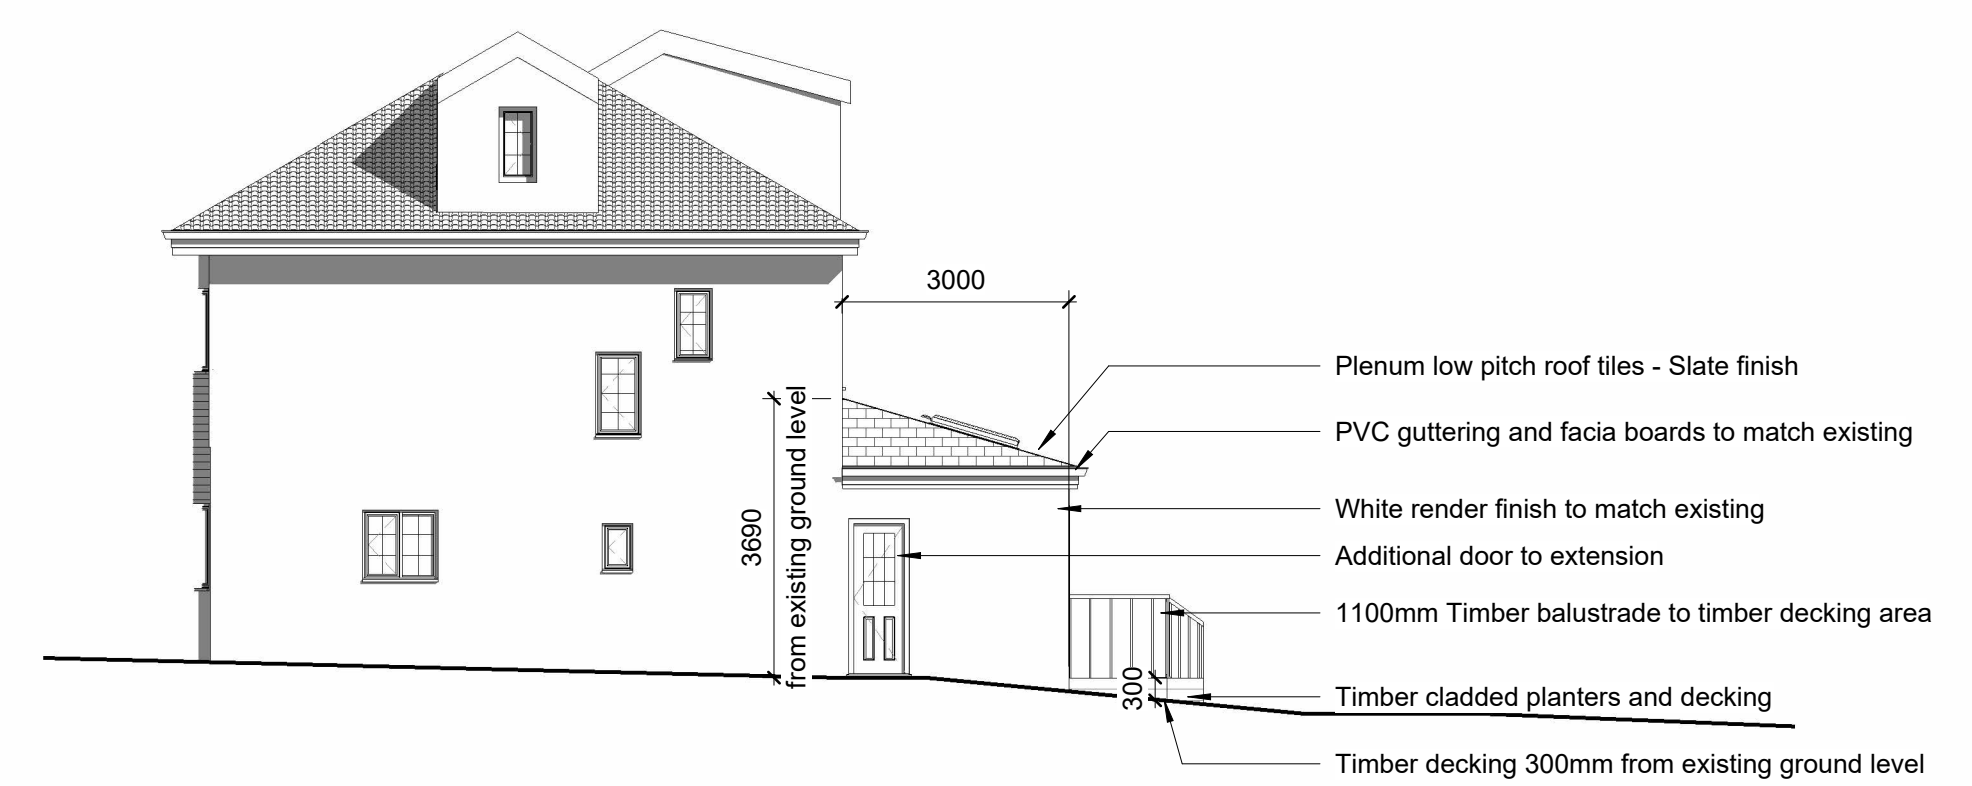 3000
Plenum low pitch roof tiles - Slate finish
PVC guttering and facia boards to match existing
White render finish to match existing
Additional door to extension
1100mm Timber balustrade to timber decking area
Timber cladded planters and decking
Timber decking 300mm from existing ground level
3690
from existing ground level
300